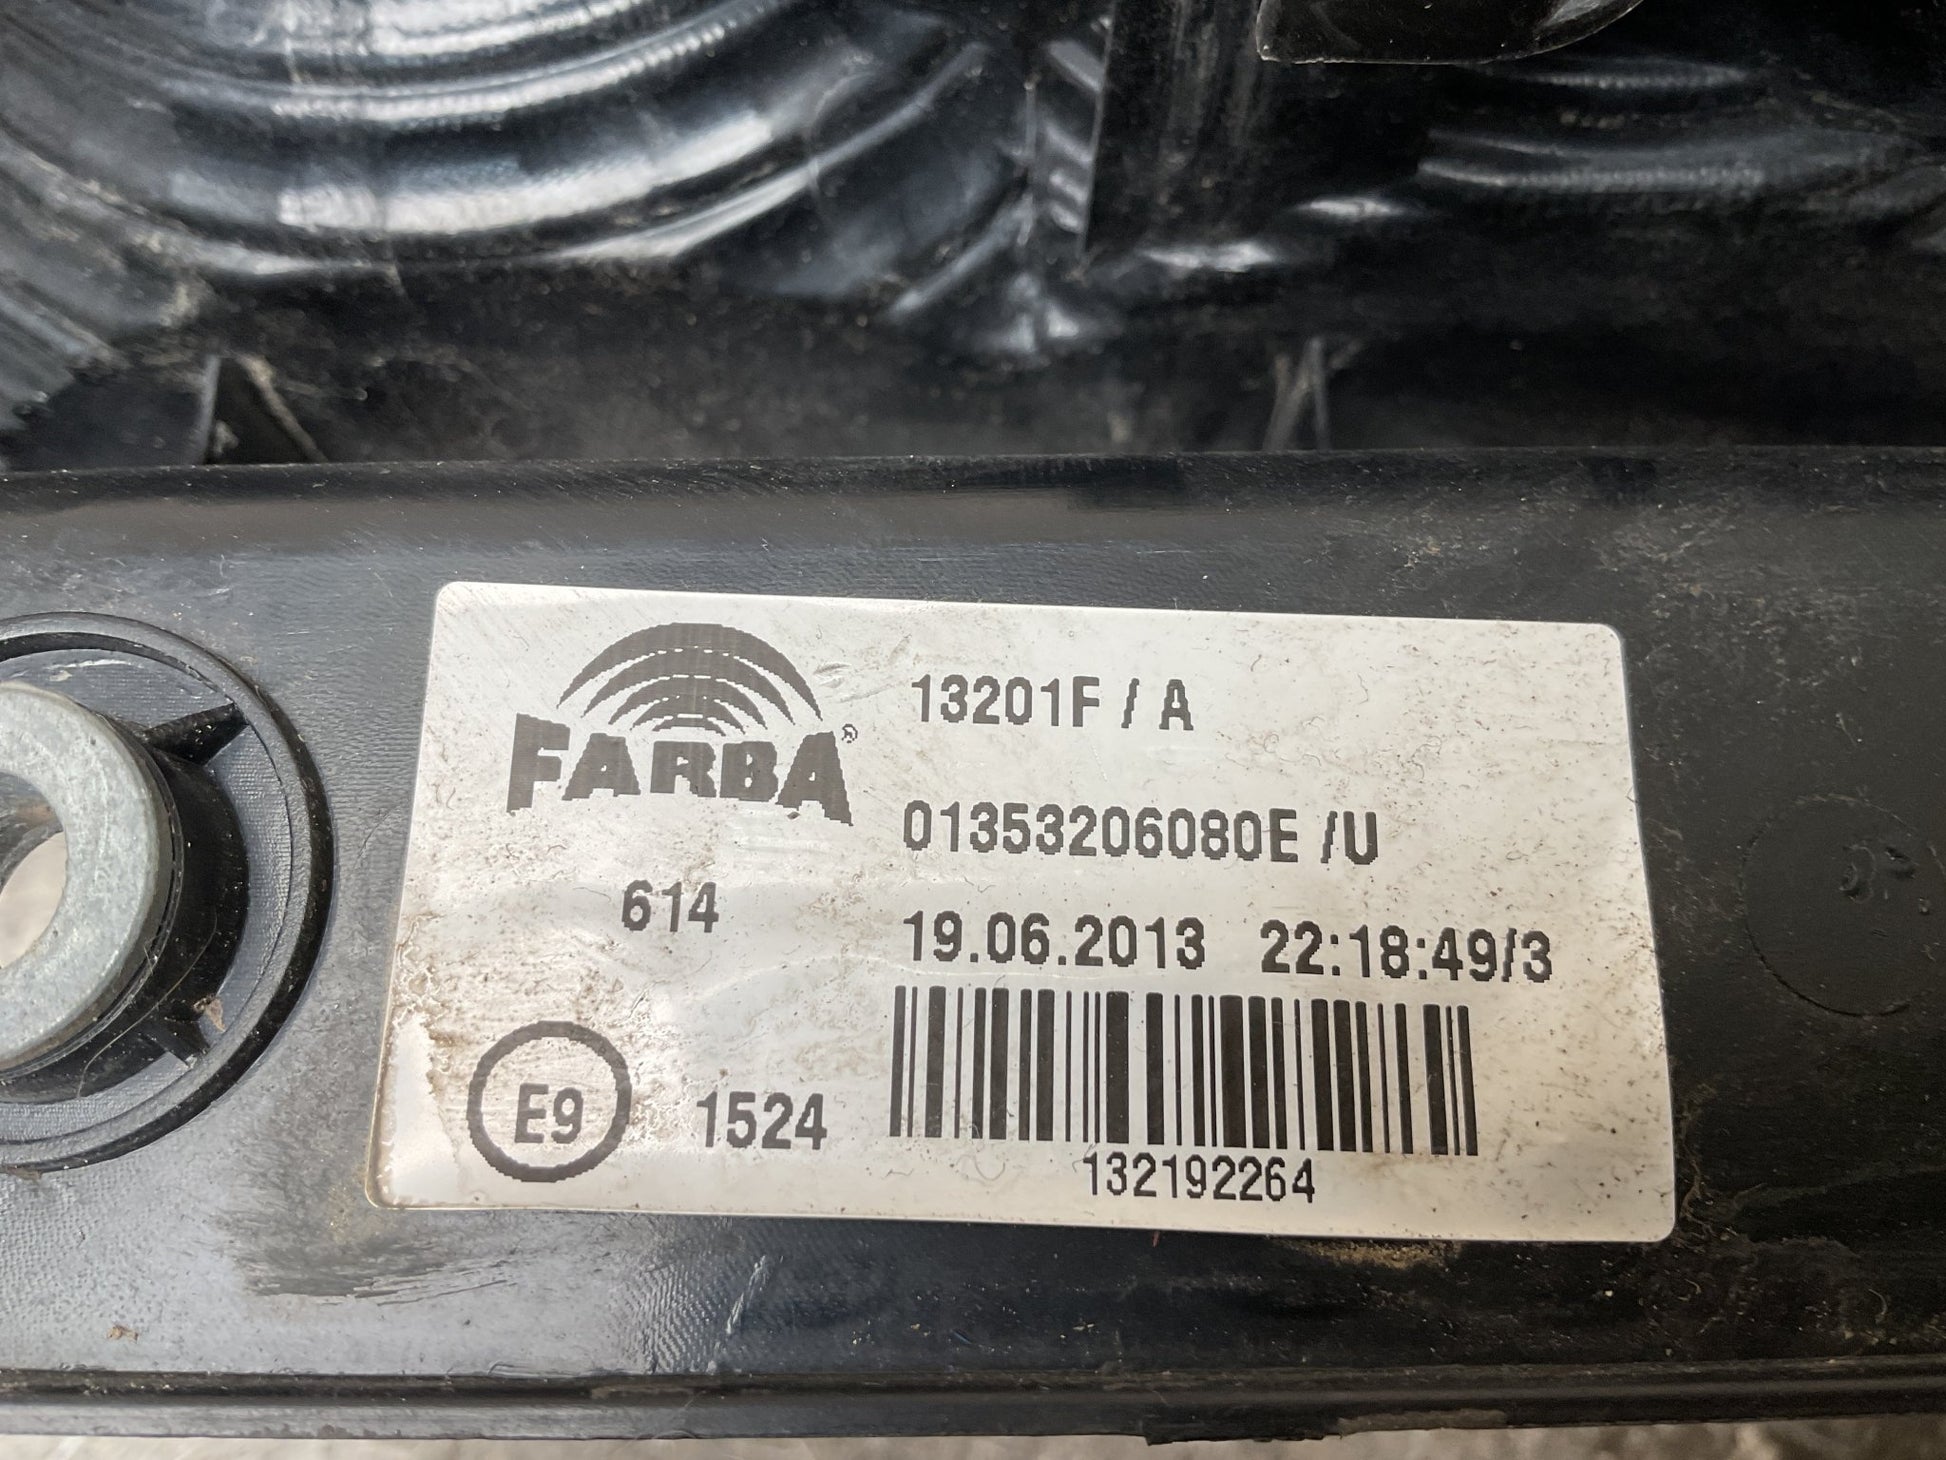 FARBA®
13201F / A
01353206080E /U
614
19.06.2013 22:18:49/3
E9
1524
132192264